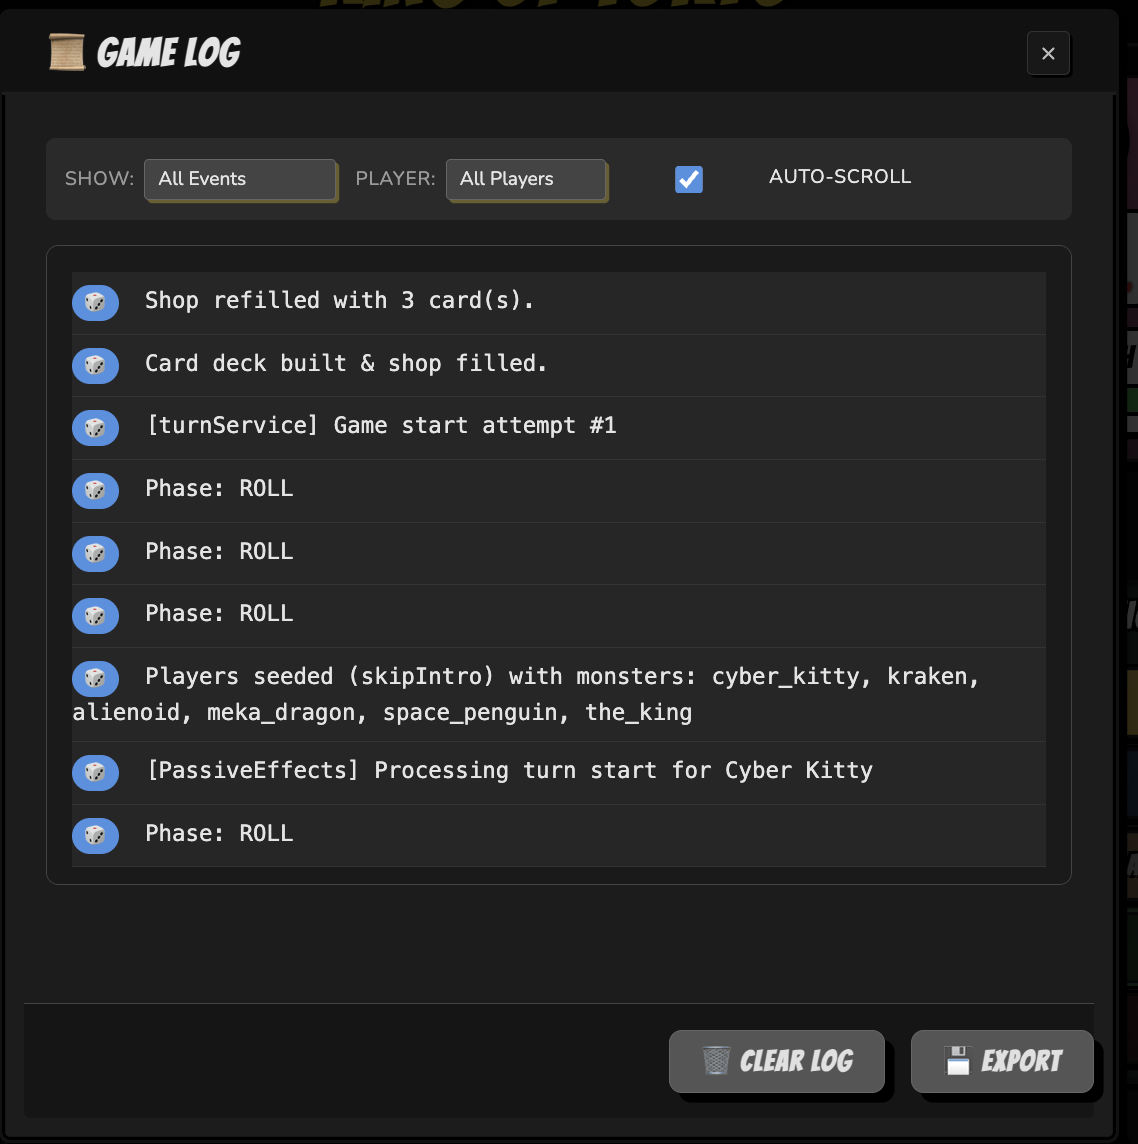 GAME LOG
SHOW: All Events PLAYER: All Players AUTO-SCROLL
Shop refilled with 3 card(s).
Card deck built & shop filled.
[turnService] Game start attempt #1
Phase: ROLL
Phase: ROLL
Phase: ROLL
Players seeded (skipIntro) with monsters: cyber_kitty, kraken,
alienoid, meka_dragon, space_penguin, the_king
[PassiveEffects] Processing turn start for Cyber Kitty
Phase: ROLL
CLEAR LOG EXPORT